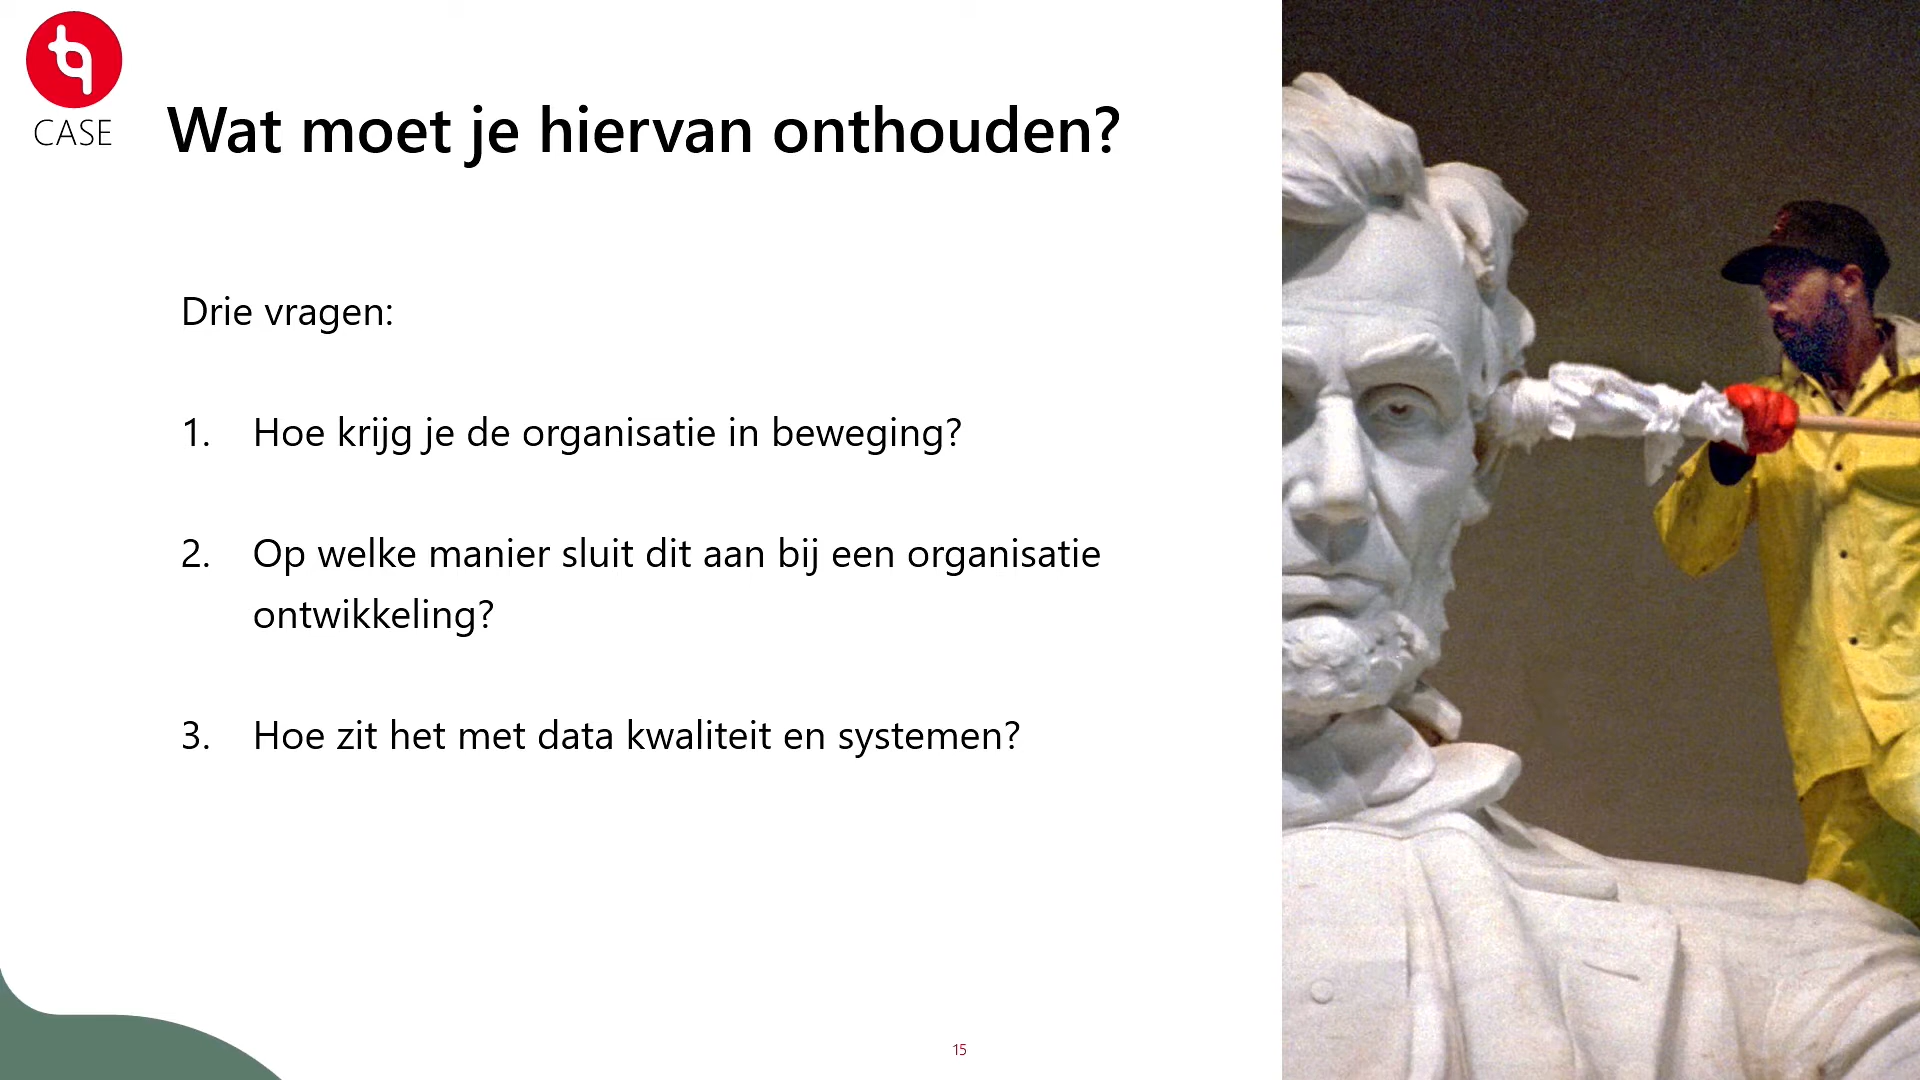 CASE
Wat moet je hiervan onthouden?
Drie vragen:
1. Hoe krijg je de organisatie in beweging?
2. Op welke manier sluit dit aan bij een organisatie
ontwikkeling?
3. Hoe zit het met data kwaliteit en systemen?
15